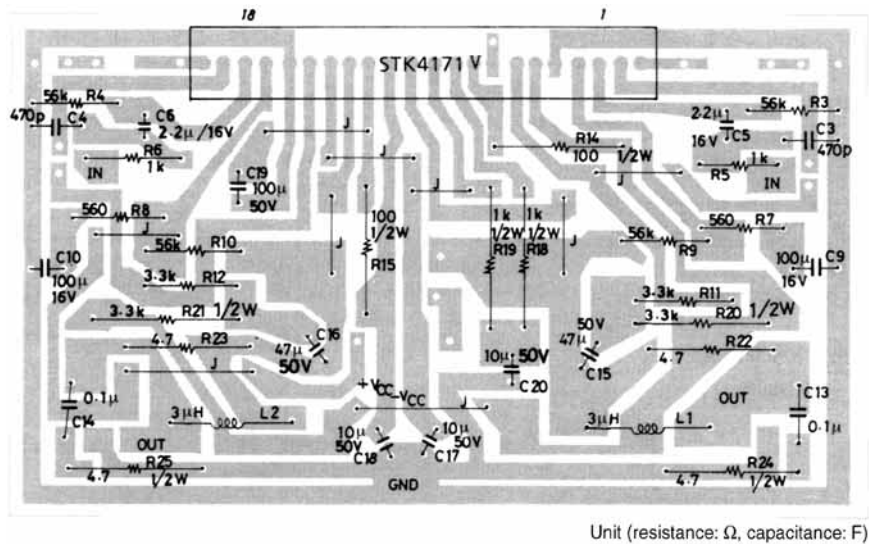 18 1
STK4171 V
56k R4
470p C4
C6
2.2μ/16V
R6
1k
IN
C19
100μ
50V
J
J
J
R14
100 1/2W
J
2.2μ
C5
16V
56k R3
C3
470p
R5 1k
IN
560 R8
J
56k R10
C10
100μ
16V
3.3k R12
3.3k R21 1/2W
4.7 R23
J
J
100
1/2W
R15
1k 1k
1/2W 1/2W
R19 R18
J
560 R7
56k R9
100μ C9
16V
3.3k R11
3.3k R20 1/2W
4.7 R22
C16
47μ
50V
10μ 50V
C20
50V
47μ
C15
+VCC -VCC
J
0.1μ
C14
3μH L2
OUT
4.7 R25
1/2W
10μ
50V
C18
10μ
50V
C17
GND
3μH L1
OUT
C13
0.1μ
4.7 R24
1/2W
Unit (resistance: Ω, capacitance: F)